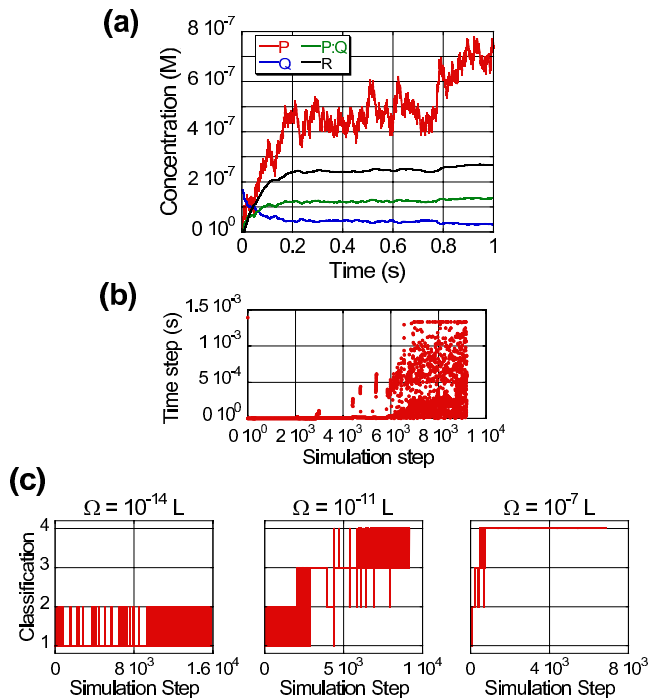 (a)
8 10⁻⁷
6 10⁻⁷
4 10⁻⁷
2 10⁻⁷
0 10⁰
Concentration (M)
P P:Q
Q R
0 0.2 0.4 0.6 0.8 1
Time (s)
(b)
1.5 10⁻³
1 10⁻³
5 10⁻⁴
0 10⁰
Time step (s)
0 10⁰ 2 10³ 4 10³ 6 10³ 8 10³ 1 10⁴
Simulation step
(c)
Ω = 10⁻¹⁴ L Ω = 10⁻¹¹ L Ω = 10⁻⁷ L
4
3
2
1
Classification
0 8 10³ 1.6 10⁴ 0 5 10³ 1 10⁴ 0 4 10³ 8 10³
Simulation Step Simulation Step Simulation Step